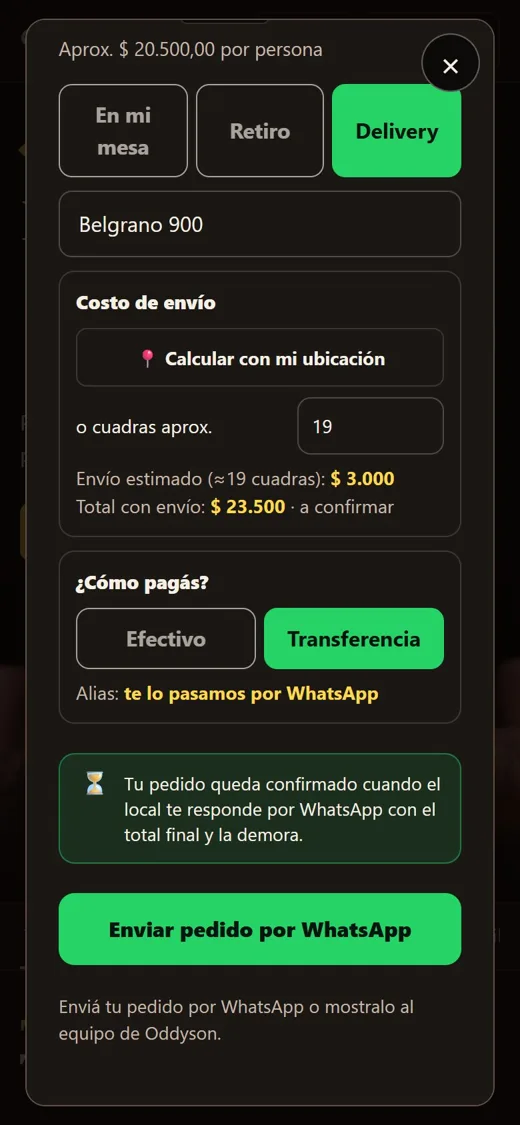 Aprox. $ 20.500,00 por persona
×
En mi
mesa
Retiro
Delivery
Belgrano 900
Costo de envío
📍 Calcular con mi ubicación
o cuadras aprox.
19
Envío estimado (≈19 cuadras): $ 3.000
Total con envío: $ 23.500 · a confirmar
¿Cómo pagás?
Efectivo
Transferencia
Alias: te lo pasamos por WhatsApp
⏳ Tu pedido queda confirmado cuando el
local te responde por WhatsApp con el
total final y la demora.
Enviar pedido por WhatsApp
Enviá tu pedido por WhatsApp o mostralo al
equipo de Oddyson.